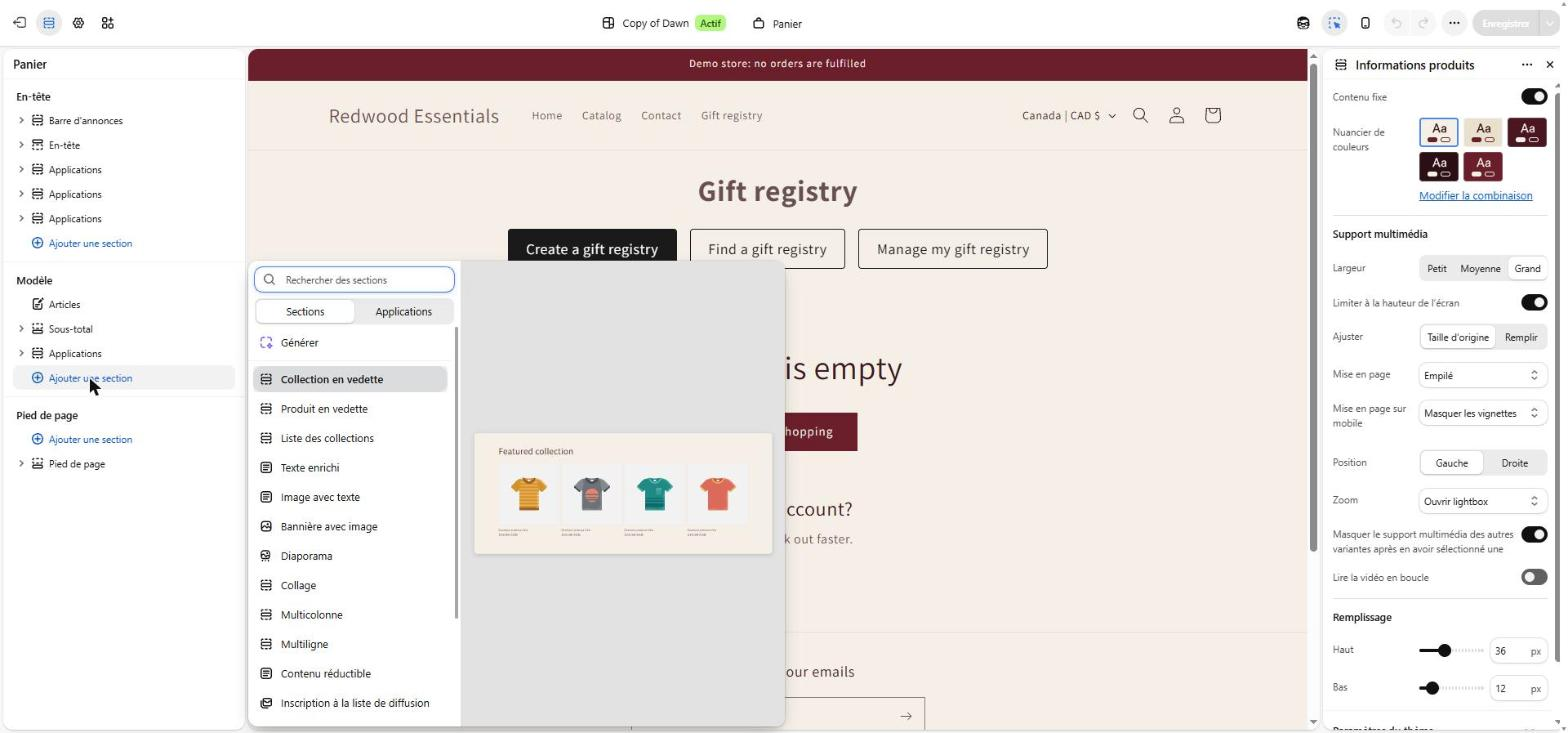 Copy of Dawn Actif Panier
Enregistrer
Panier
En-tête
Barre d'annonces
En-tête
Applications
Applications
Applications
Ajouter une section
Modèle
Articles
Sous-total
Applications
Ajouter une section
Pied de page
Ajouter une section
Pied de page
Demo store: no orders are fulfilled
Redwood Essentials Home Catalog Contact Gift registry Canada | CAD $
Gift registry
Create a gift registry Find a gift registry Manage my gift registry
is empty
hopping
ccount?
k out faster.
our emails
Rechercher des sections
Sections Applications
Générer
Collection en vedette
Produit en vedette
Liste des collections
Texte enrichi
Image avec texte
Bannière avec image
Diaporama
Collage
Multicolonne
Multiligne
Contenu réductible
Inscription à la liste de diffusion
Featured collection
Informations produits
Contenu fixe
Nuancier de
couleurs
Aa Aa Aa
Aa Aa
Modifier la combinaison
Support multimédia
Largeur Petit Moyenne Grand
Limiter à la hauteur de l'écran
Ajuster Taille d'origine Remplir
Mise en page Empilé
Mise en page sur
mobile
Masquer les vignettes
Position Gauche Droite
Zoom Ouvrir lightbox
Masquer le support multimédia des autres
variantes après en avoir sélectionné une
Lire la vidéo en boucle
Remplissage
Haut 36 px
Bas 12 px
Paramètres du thème